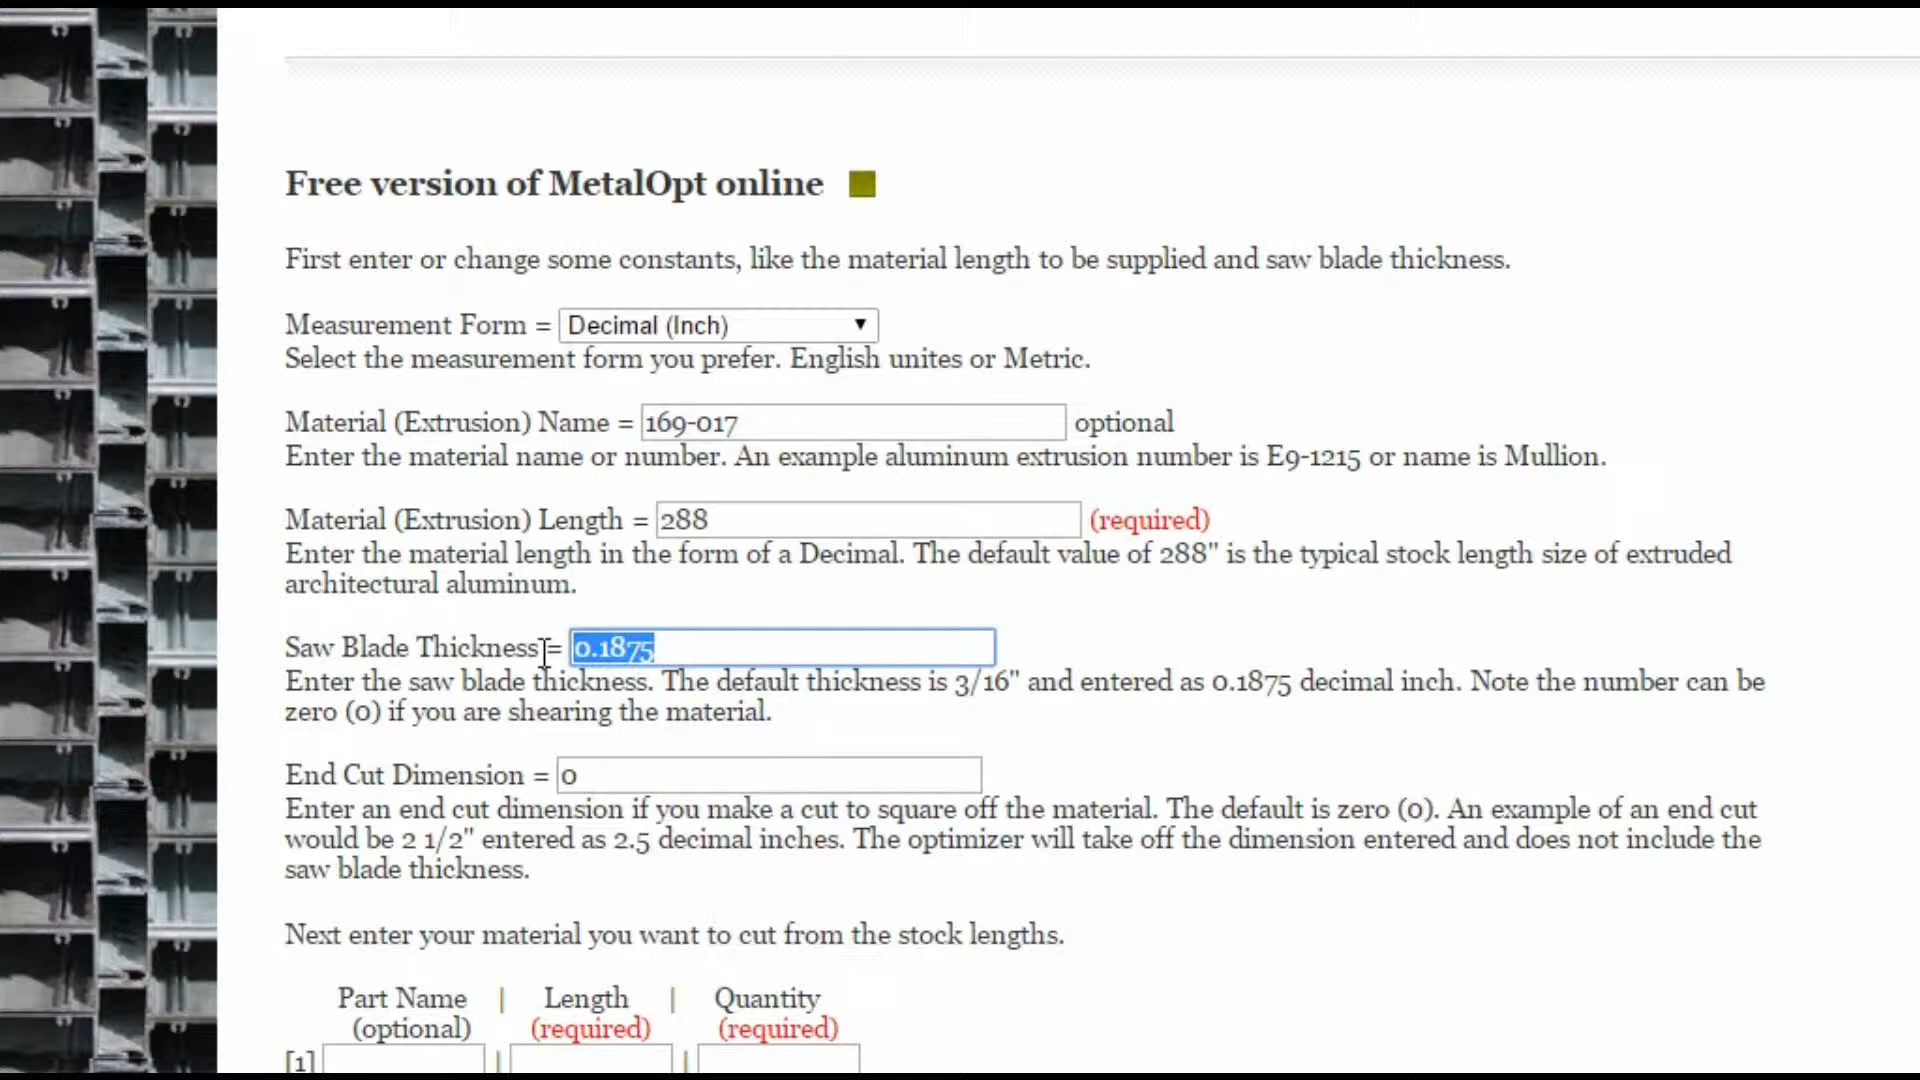 Free version of MetalOpt online
First enter or change some constants, like the material length to be supplied and saw blade thickness.
Measurement Form = Decimal (Inch)
Select the measurement form you prefer. English unites or Metric.
Material (Extrusion) Name = 169-017 optional
Enter the material name or number. An example aluminum extrusion number is E9-1215 or name is Mullion.
Material (Extrusion) Length = 288 (required)
Enter the material length in the form of a Decimal. The default value of 288" is the typical stock length size of extruded
architectural aluminum.
Saw Blade Thickness = 0.1875
Enter the saw blade thickness. The default thickness is 3/16" and entered as 0.1875 decimal inch. Note the number can be
zero (0) if you are shearing the material.
End Cut Dimension = 0
Enter an end cut dimension if you make a cut to square off the material. The default is zero (0). An example of an end cut
would be 2 1/2" entered as 2.5 decimal inches. The optimizer will take off the dimension entered and does not include the
saw blade thickness.
Next enter your material you want to cut from the stock lengths.
Part Name | Length | Quantity
(optional) (required) (required)
[1] | |